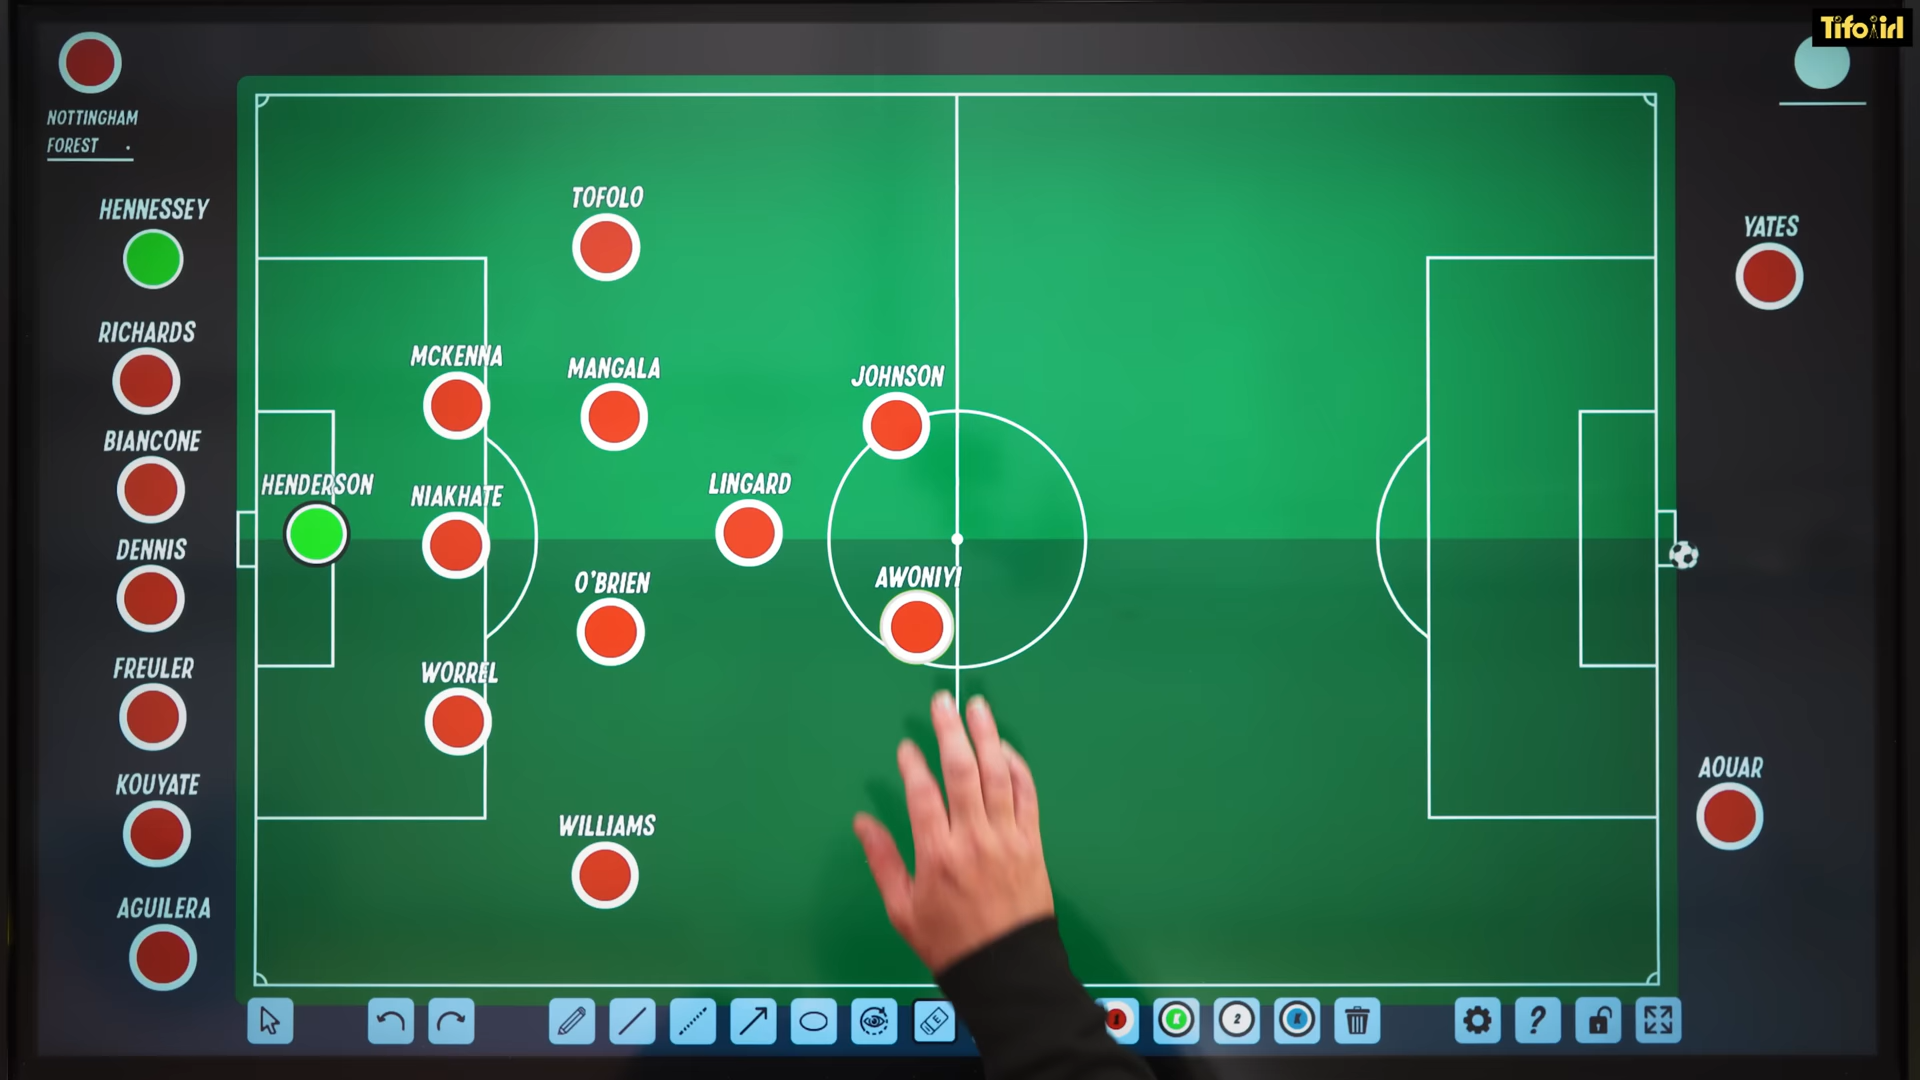 Tifo irl
NOTTINGHAM
FOREST .
HENNESSEY
RICHARDS
BIANCONE
DENNIS
FREULER
KOUYATE
AGUILERA
TOFOLO
MCKENNA
MANGALA
JOHNSON
HENDERSON
NIAKHATE
LINGARD
O'BRIEN
AWONIYI
WORREL
WILLIAMS
YATES
AOUAR
E
K
2
K
?